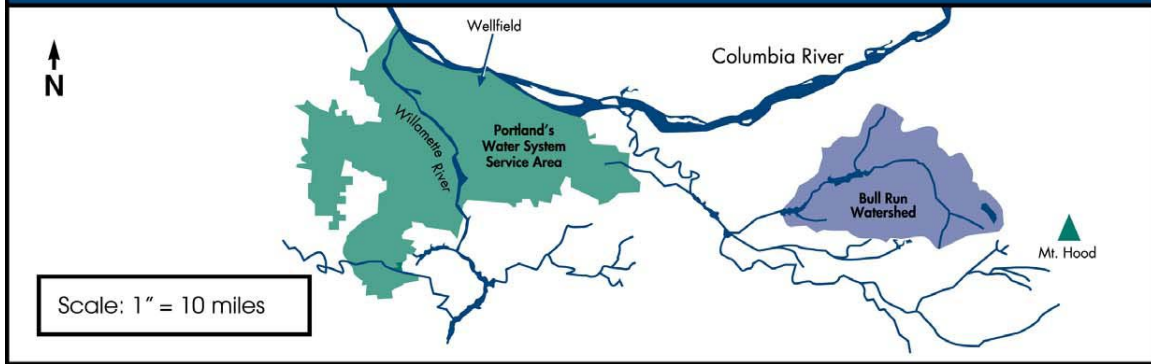 Wellfield
N
Columbia River
Willamette River
Portland's
Water System
Service Area
Bull Run
Watershed
Mt. Hood
Scale: 1" = 10 miles